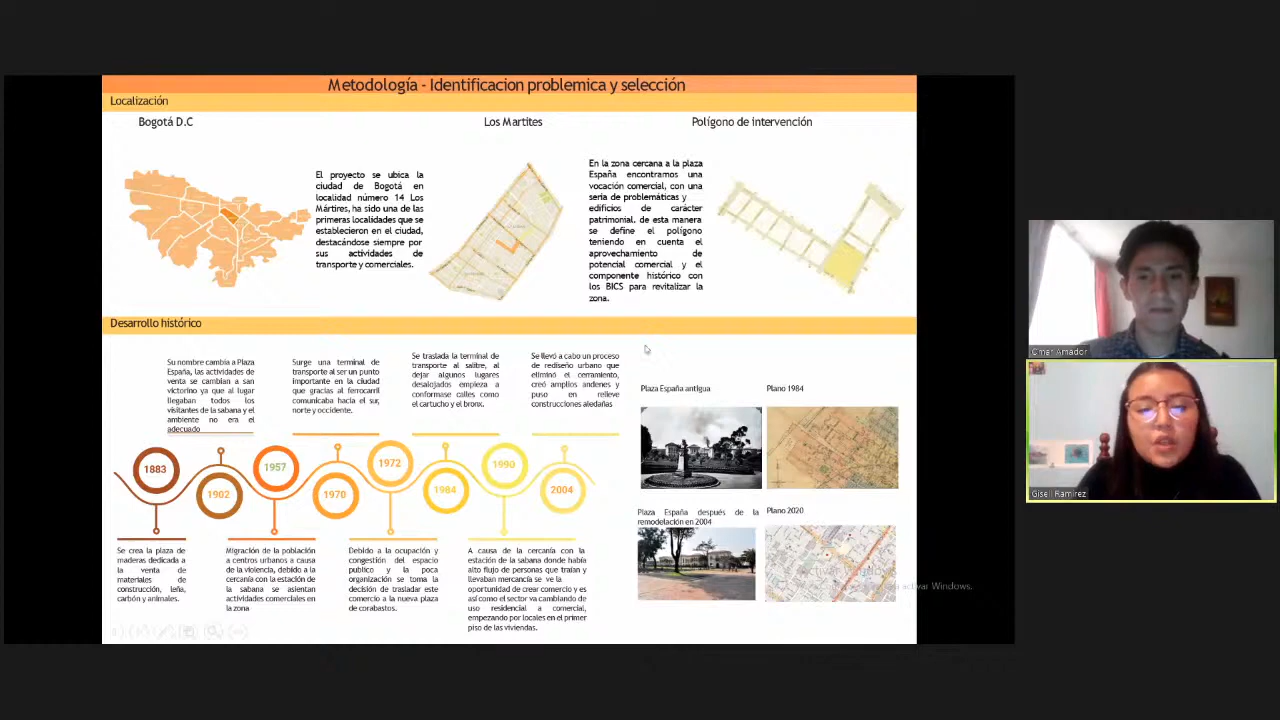 Metodología - Identificacion problemica y selección
Localización
Bogotá D.C
Los Martites
Polígono de intervención
El proyecto se ubica la
ciudad de Bogotá en
localidad número 14 Los
Mártires, ha sido una de las
primeras localidades que se
establecieron en el ciudad,
destacándose siempre por
sus actividades de
transporte y comerciales.
En la zona cercana a la plaza
España encontramos una
vocación comercial, con una
seria de problemáticas y
edificios de carácter
patrimonial. de esta manera
se define el polígono
teniendo en cuenta el
aprovechamiento de
potencial comercial y el
componente histórico con
los BICS para revitalizar la
zona.
Desarrollo histórico
Su nombre cambia a Plaza
España, las actividades de
venta se cambian a san
victorino ya que al lugar
llegaban todos los
visitantes de la sabana y el
ambiente no era el
adecuado
Surge una terminal de
transporte al ser un punto
importante en la ciudad
que gracias al ferrocarril
comunicaba hacia el sur,
norte y occidente.
Se traslada la terminal de
transporte al salitre, al
dejar algunos lugares
desalojados empieza a
conformase calles como
el cartucho y el bronx.
Se llevó a cabo un proceso
de rediseño urbano que
eliminó el cerramiento,
creó amplios andenes y
puso en relieve
construcciones aledañas
1883
1902
1957
1970
1972
1984
1990
2004
Se crea la plaza de
maderas dedicada a
la venta de
materiales de
construcción, leña,
carbón y animales.
Migración de la población
a centros urbanos a causa
de la violencia, debido a la
cercanía con la estación de
la sabana se asientan
actividades comerciales en
la zona
Debido a la ocupación y
congestión del espacio
publico y la poca
organización se toma la
decisión de trasladar este
comercio a la nueva plaza
de corabastos.
A causa de la cercanía con la
estación de la sabana donde había
alto flujo de personas que traían y
llevaban mercancía se ve la
oportunidad de crear comercio y es
así como el sector va cambiando de
uso residencial a comercial,
empezando por locales en el primer
piso de las viviendas.
Plaza España antigua
Plano 1984
Plaza España después de la
remodelación en 2004
Plano 2020
activar Windows.
Omar Amador
Gisell Ramirez